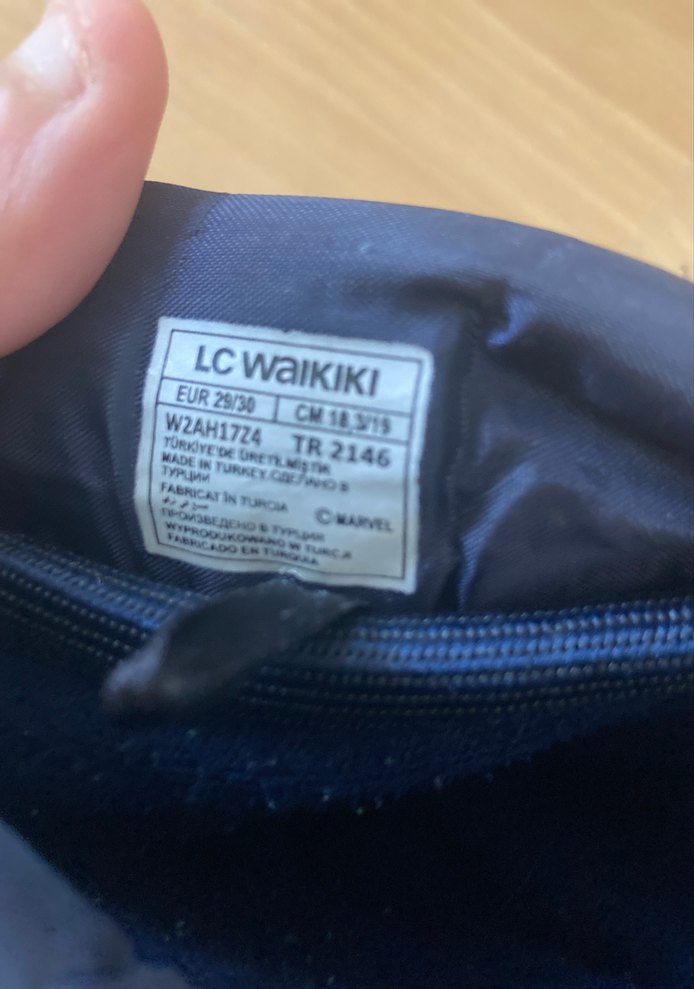 LC WAIKIKI
EUR 29/30 CM 18,3/19
W2AH17Z4 TR 2146
TÜRKİYE'DE ÜRETİLMİŞTİR
MADE IN TURKEY.СДЕЛАНО В
ТУРЦИИ
FABRICAT ÎN TURCIA
© MARVEL
ПРОИЗВЕДЕНО В ТУРЦИИ
WYPRODUKOWANO W TURCJI
FABRICADO EN TURQUIA